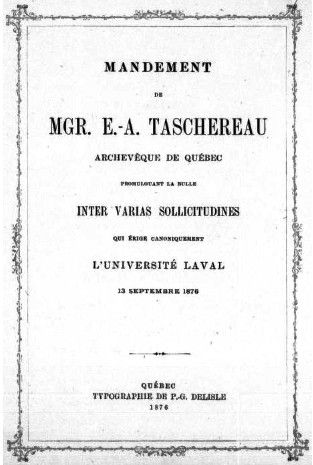 MANDEMENT
DE
MGR. E.-A. TASCHEREAU
ARCHEVÊQUE DE QUÉBEC
PROMULGUANT LA BULLE
INTER VARIAS SOLLICITUDINES
QUI ÉRIGE CANONIQUEMENT
L'UNIVERSITÉ LAVAL
13 SEPTEMBRE 1876
QUÉBEC
TYPOGRAPHIE DE P.-G. DELISLE
1876